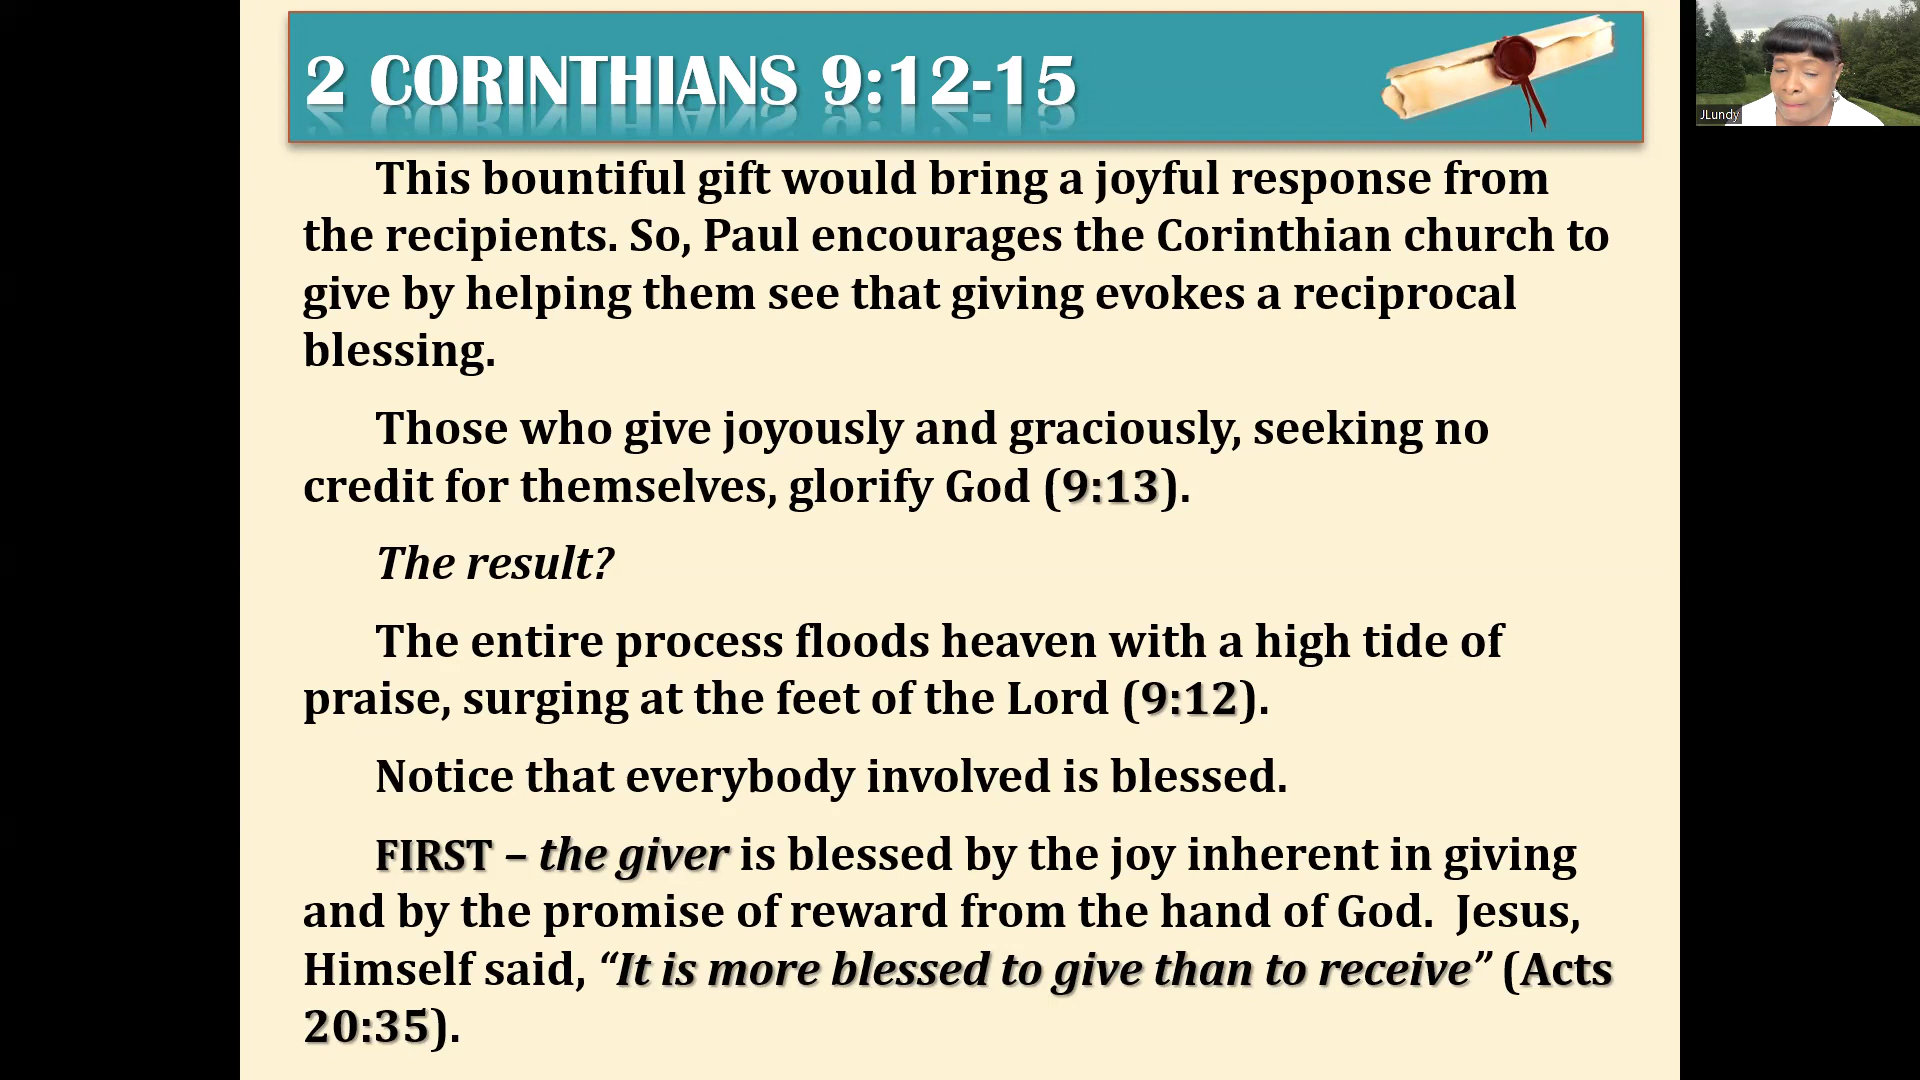 2 CORINTHIANS 9:12-15
This bountiful gift would bring a joyful response from
the recipients. So, Paul encourages the Corinthian church to
give by helping them see that giving evokes a reciprocal
blessing.
Those who give joyously and graciously, seeking no
credit for themselves, glorify God (9:13).
The result?
The entire process floods heaven with a high tide of
praise, surging at the feet of the Lord (9:12).
Notice that everybody involved is blessed.
FIRST – the giver is blessed by the joy inherent in giving
and by the promise of reward from the hand of God.  Jesus,
Himself said, “It is more blessed to give than to receive” (Acts
20:35).
JLundy